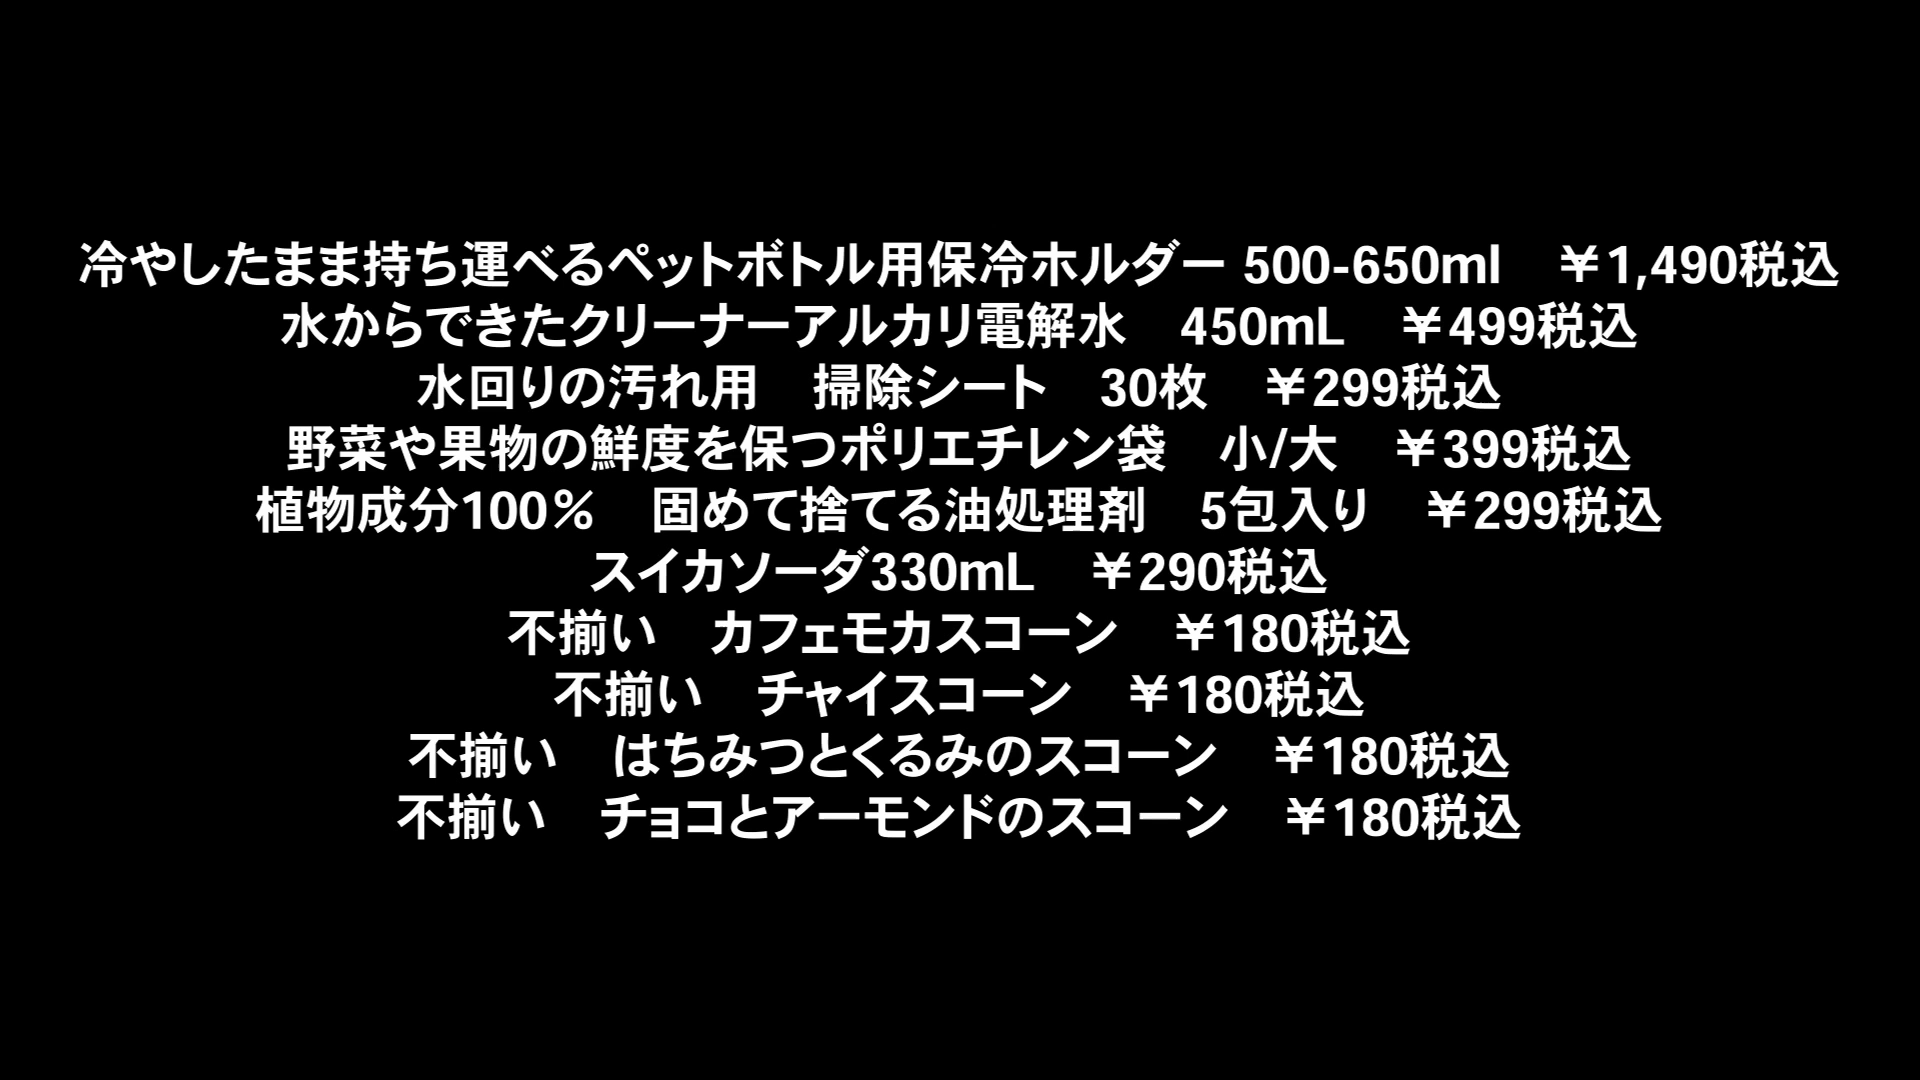 冷やしたまま持ち運べるペットボトル用保冷ホルダー 500-650ml　￥1,490税込
水からできたクリーナーアルカリ電解水　450mL　￥499税込
水回りの汚れ用　掃除シート　30枚　￥299税込
野菜や果物の鮮度を保つポリエチレン袋　小/大　￥399税込
植物成分100％　固めて捨てる油処理剤　5包入り　￥299税込
スイカソーダ330mL　￥290税込
不揃い　カフェモカスコーン　￥180税込
不揃い　チャイスコーン　￥180税込
不揃い　はちみつとくるみのスコーン　￥180税込
不揃い　チョコとアーモンドのスコーン　￥180税込